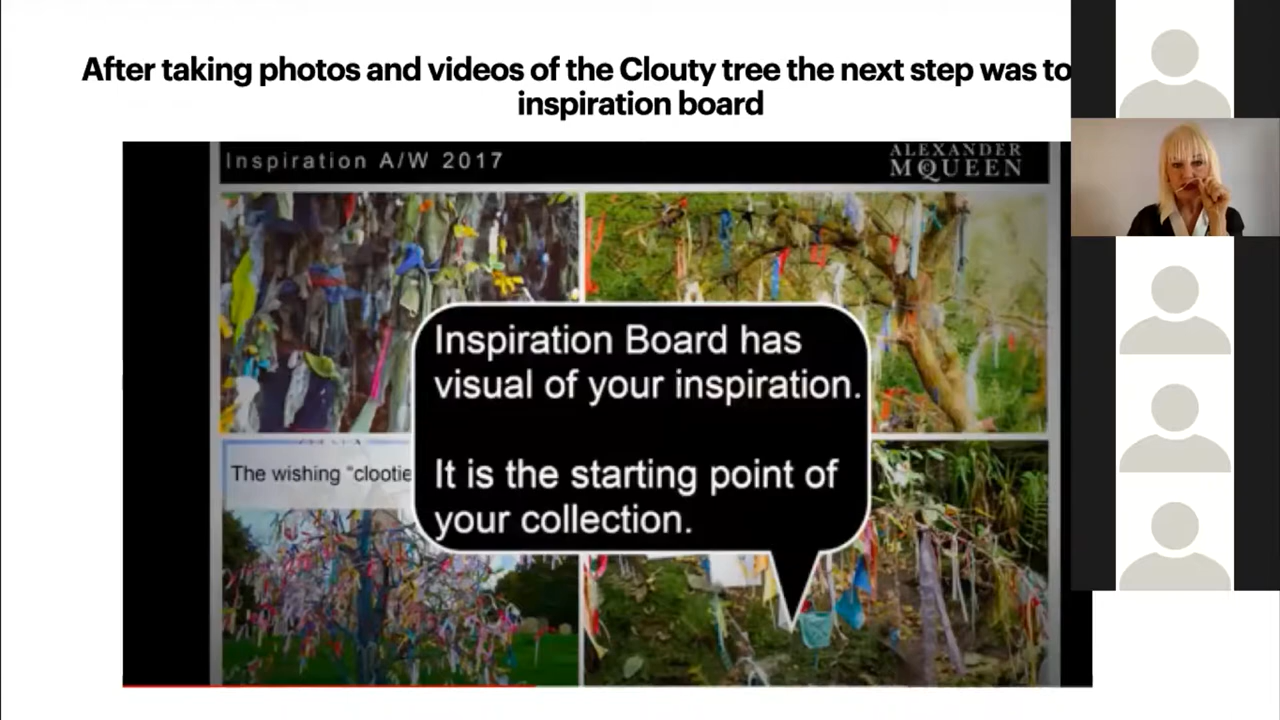 After taking photos and videos of the Clouty tree the next step was to
inspiration board
Inspiration A/W 2017
ALEXANDER
McQUEEN
Inspiration Board has
visual of your inspiration.
The wishing “clootie
It is the starting point of
your collection.